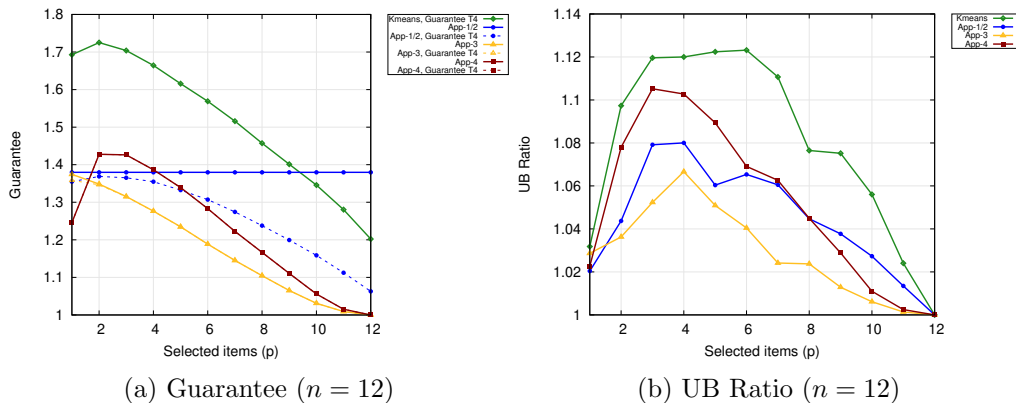 1.8
1.7
1.6
1.5
1.4
1.3
1.2
1.1
1
Guarantee
2 4 6 8 10 12
Selected items (p)
Kmeans, Guarantee T4
App-1/2
App-1/2, Guarantee T4
App-3
App-3, Guarantee T4
App-4
App-4, Guarantee T4
(a) Guarantee (n = 12)
1.14
1.12
1.1
1.08
1.06
1.04
1.02
1
UB Ratio
2 4 6 8 10 12
Selected items (p)
Kmeans
App-1/2
App-3
App-4
(b) UB Ratio (n = 12)